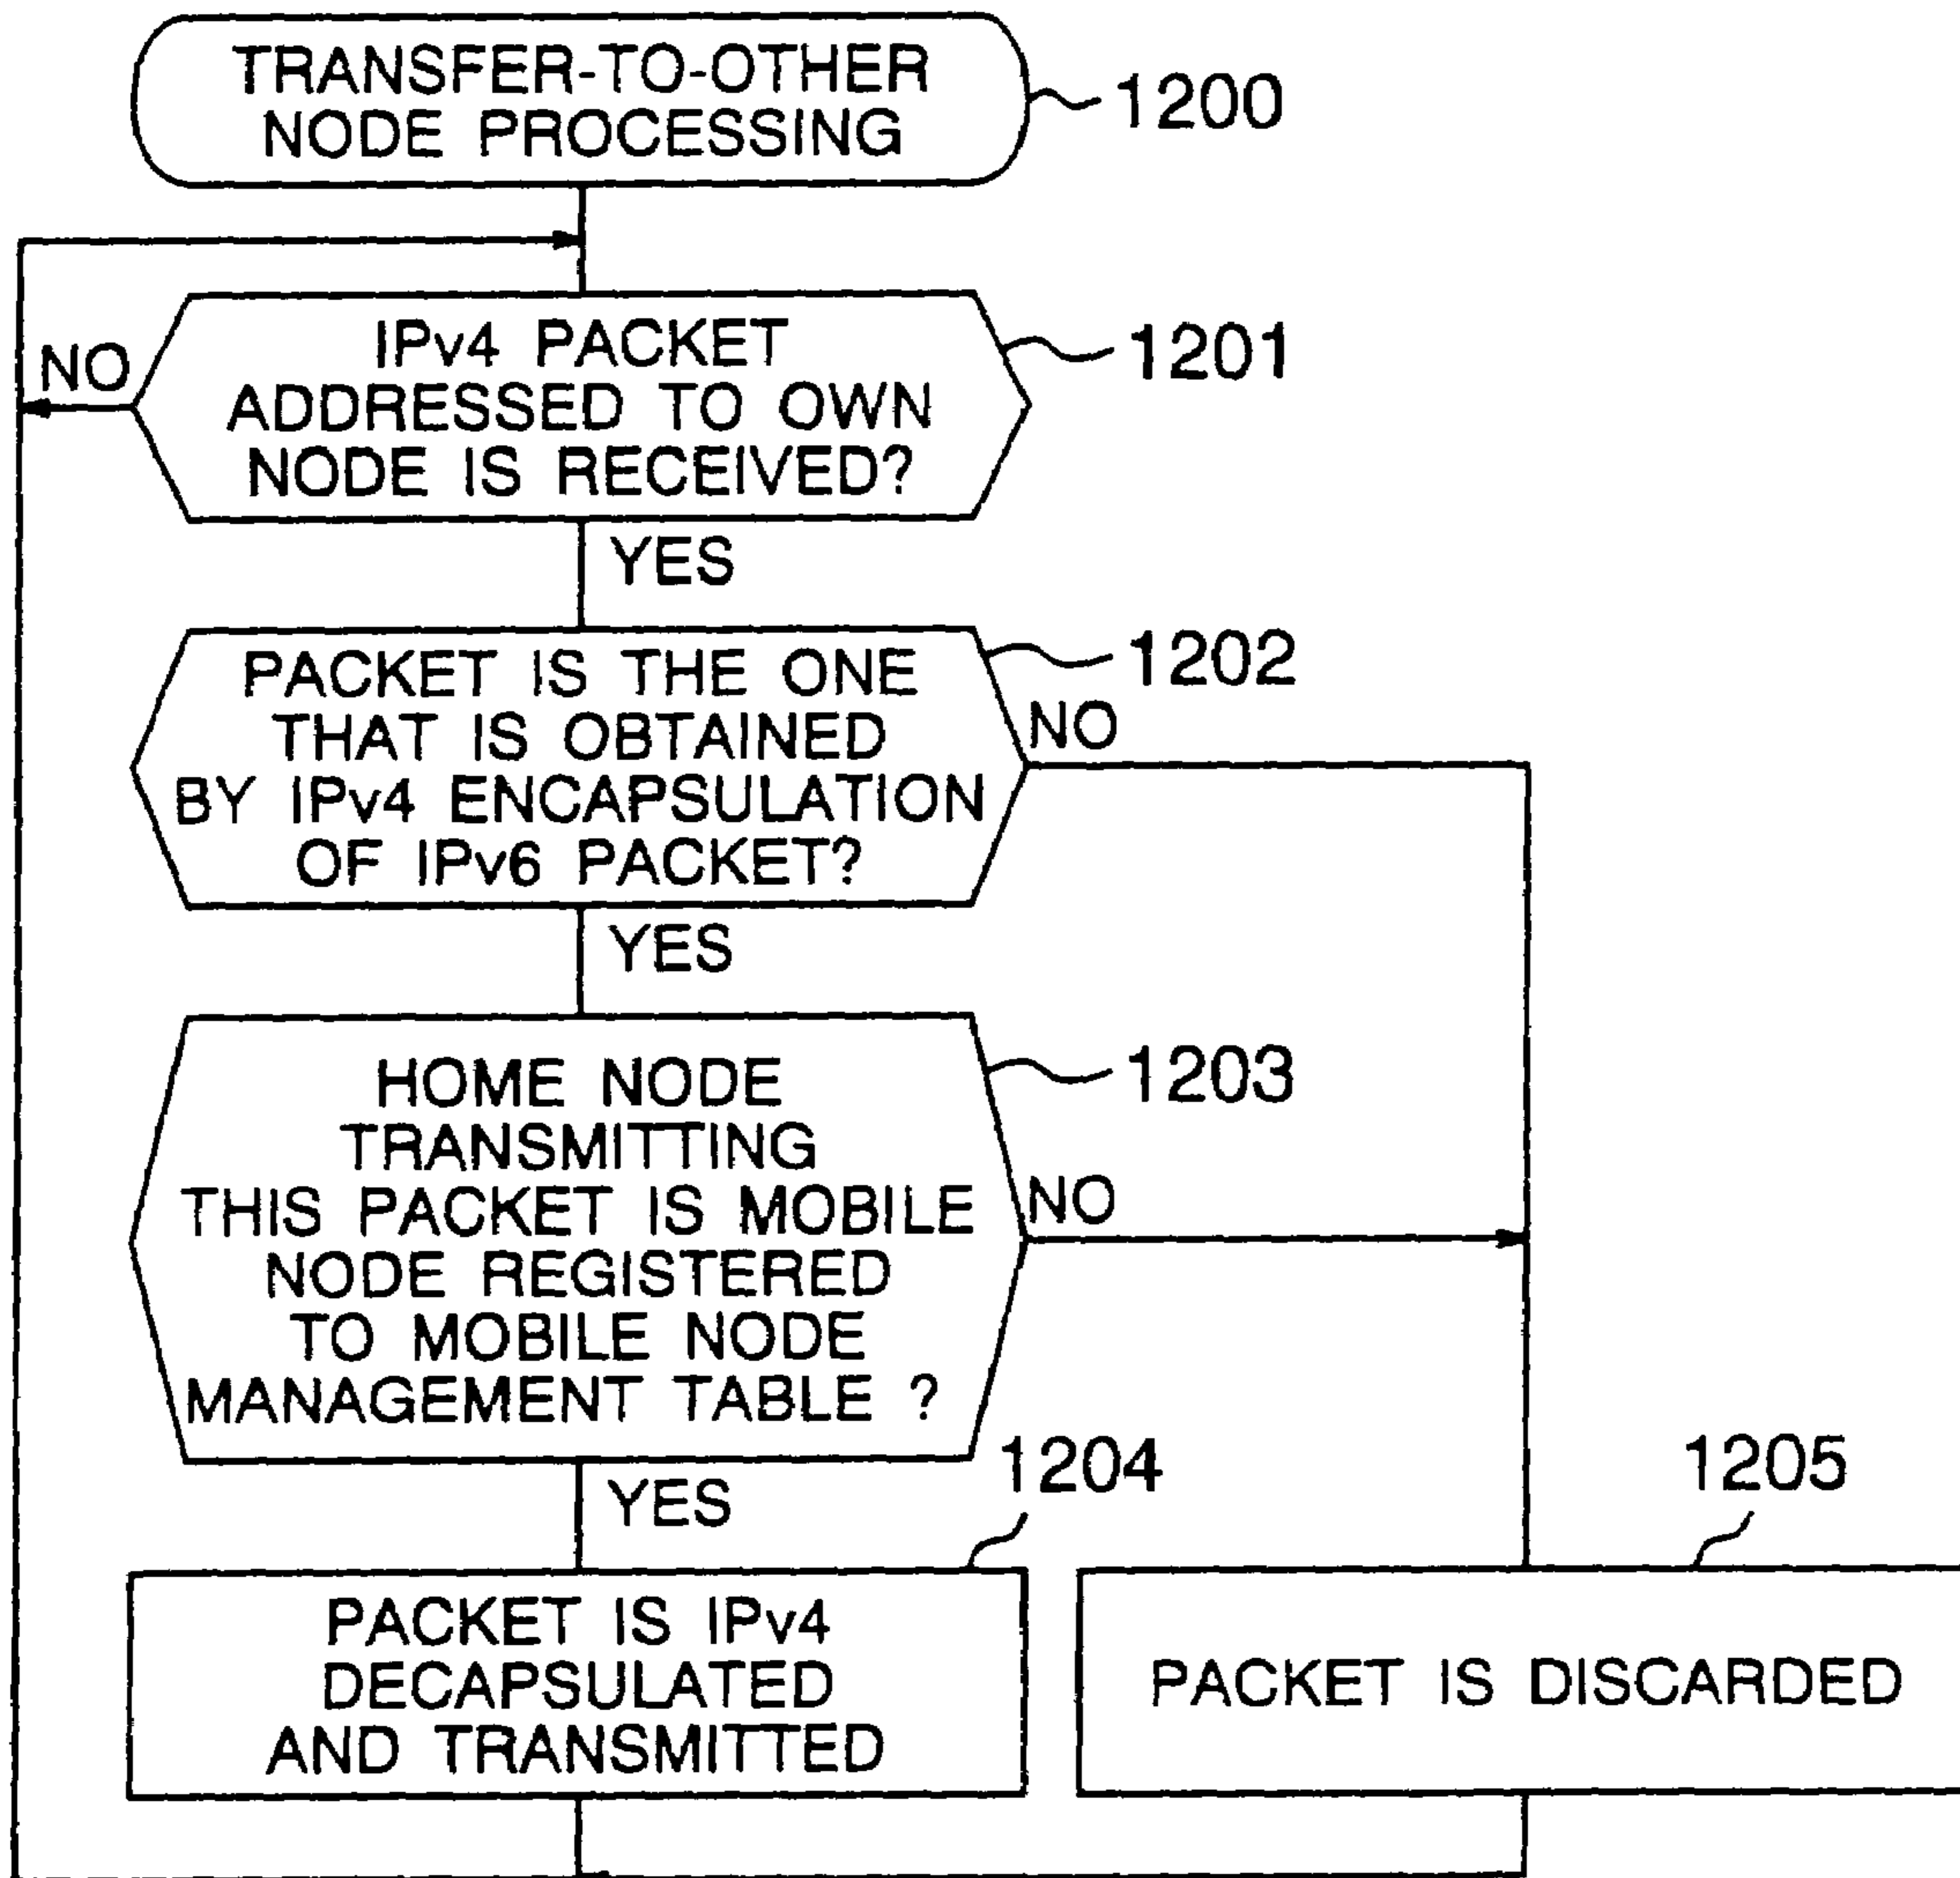 TRANSFER-TO-OTHER
NODE PROCESSING
1200
IPv4 PACKET
ADDRESSED TO OWN
NODE IS RECEIVED?
1201
NO
YES
PACKET IS THE ONE
THAT IS OBTAINED
BY IPv4 ENCAPSULATION
OF IPv6 PACKET?
1202
NO
YES
HOME NODE
TRANSMITTING
THIS PACKET IS MOBILE
NODE REGISTERED
TO MOBILE NODE
MANAGEMENT TABLE ?
1203
NO
YES
1204
PACKET IS IPv4
DECAPSULATED
AND TRANSMITTED
1205
PACKET IS DISCARDED